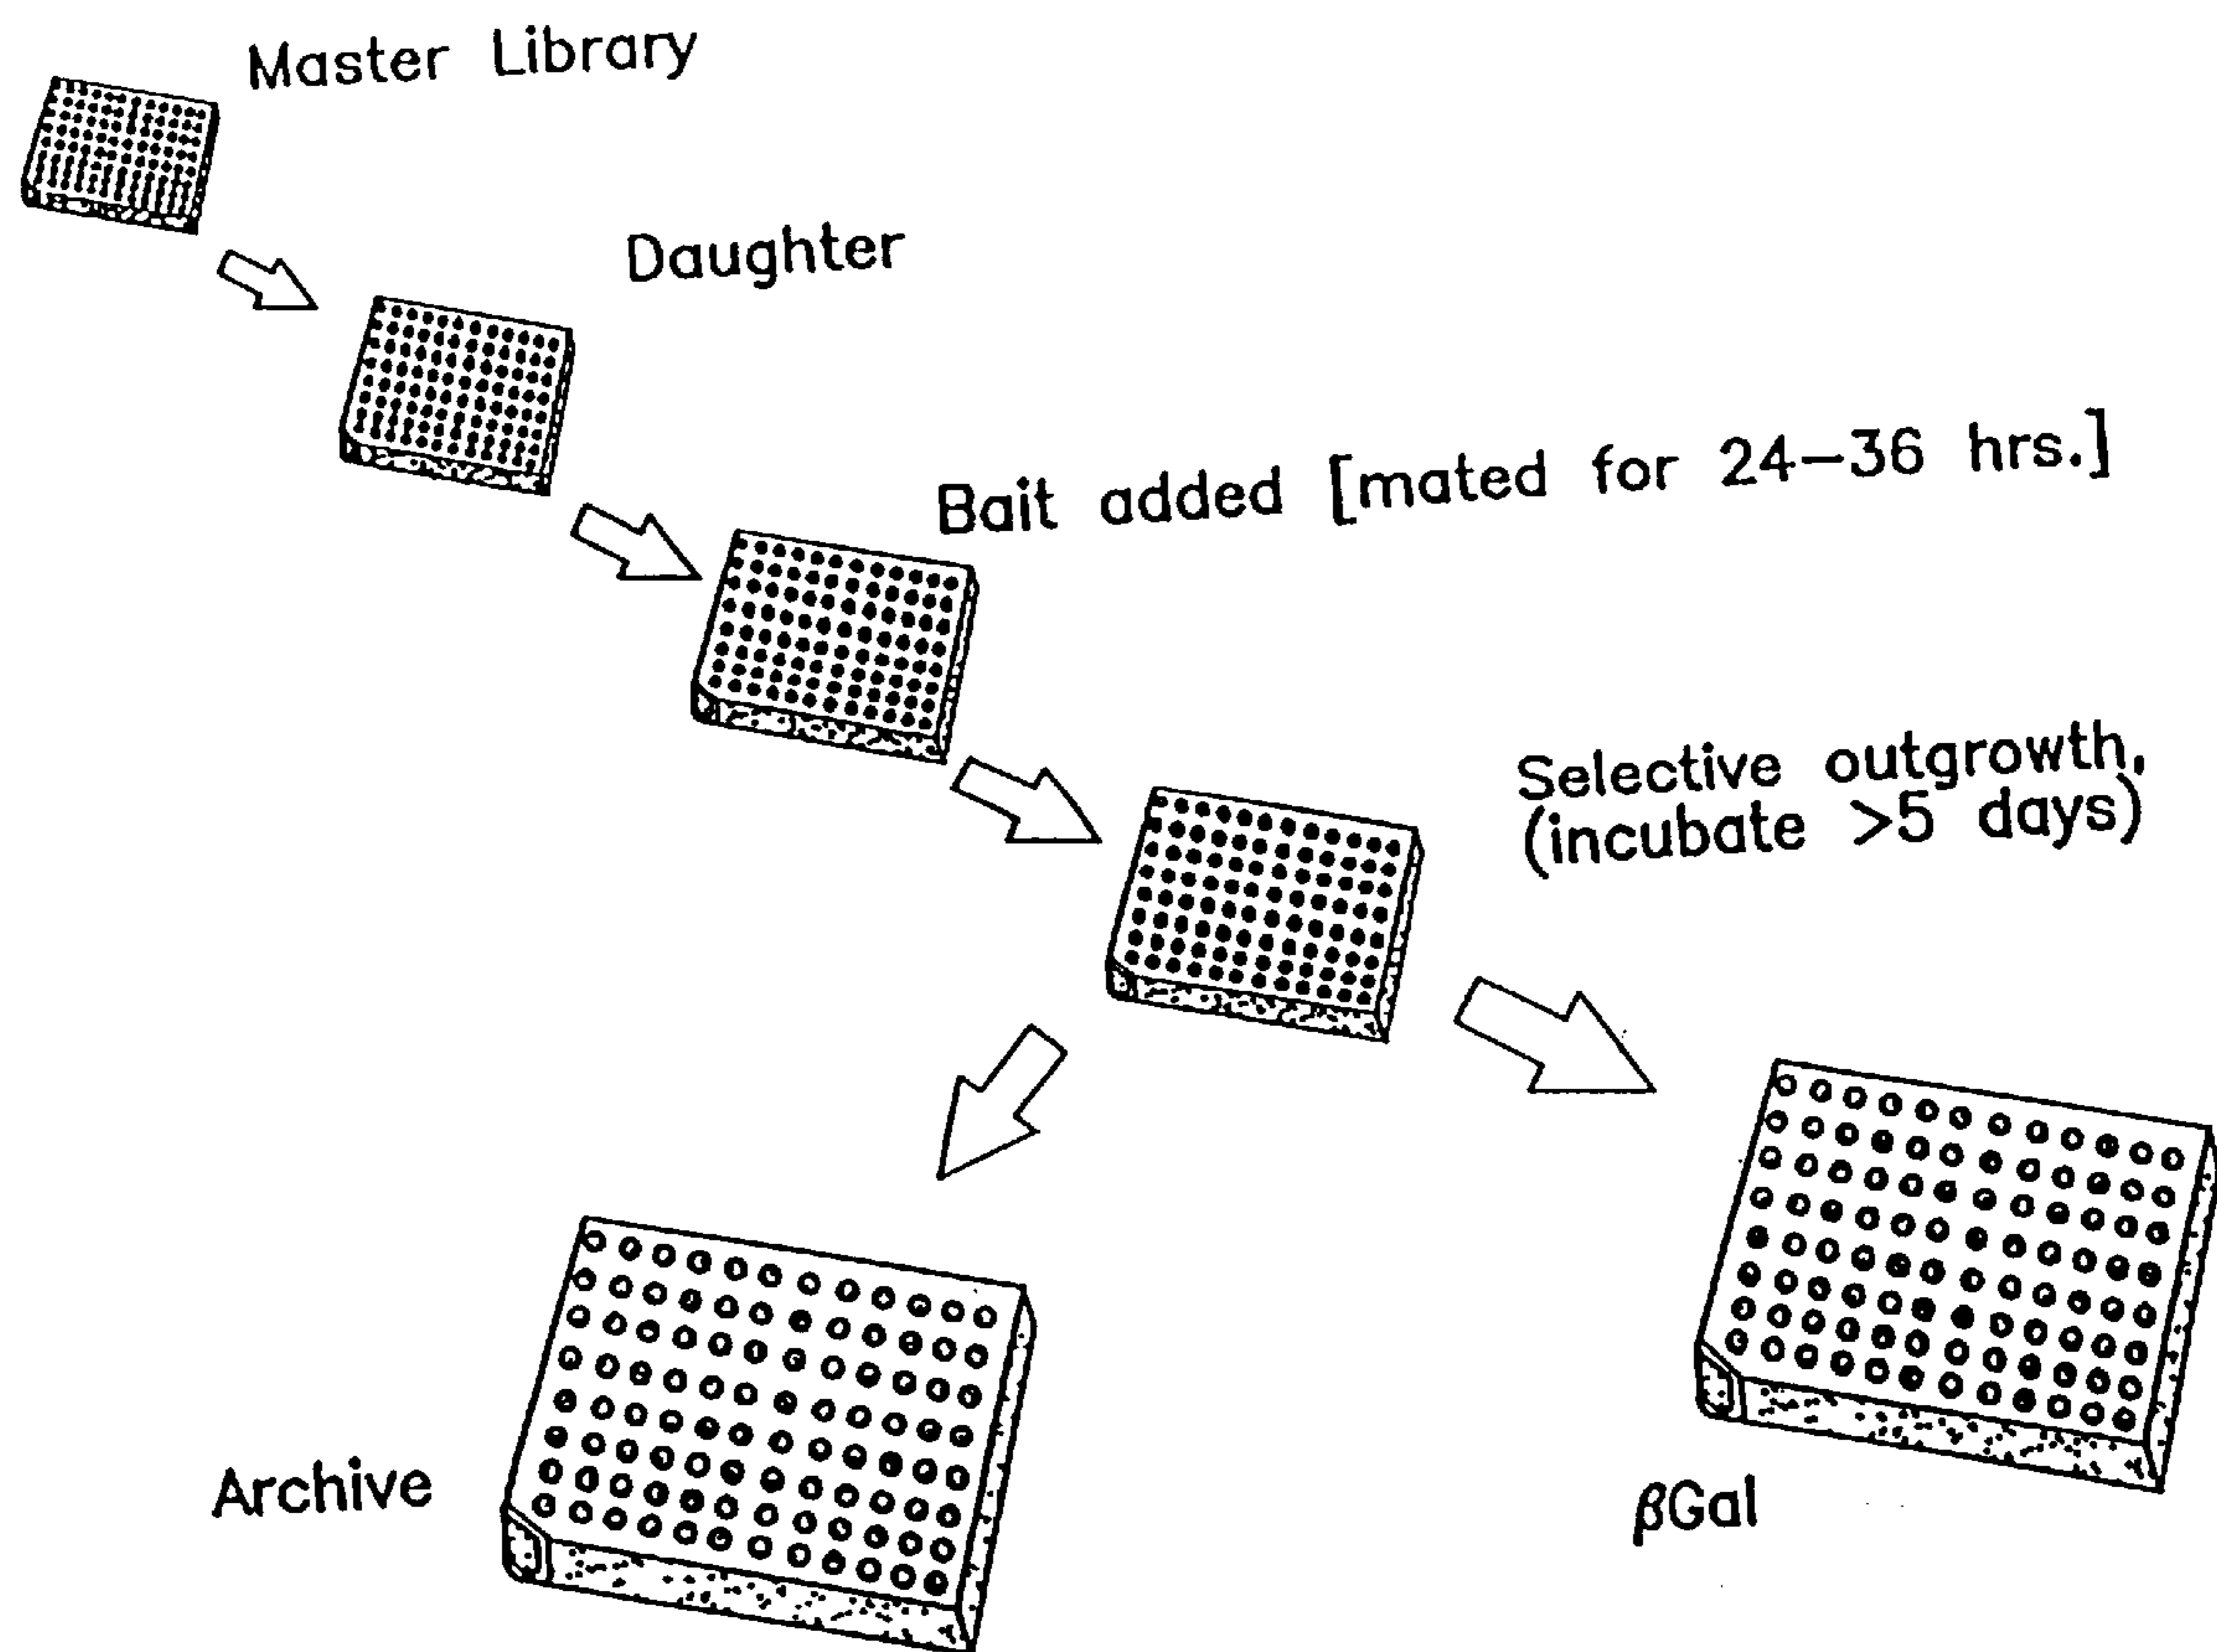 Master Library
Daughter
Bait added [mated for 24-36 hrs.]
Selective outgrowth,
(incubate >5 days)
Archive
βGal